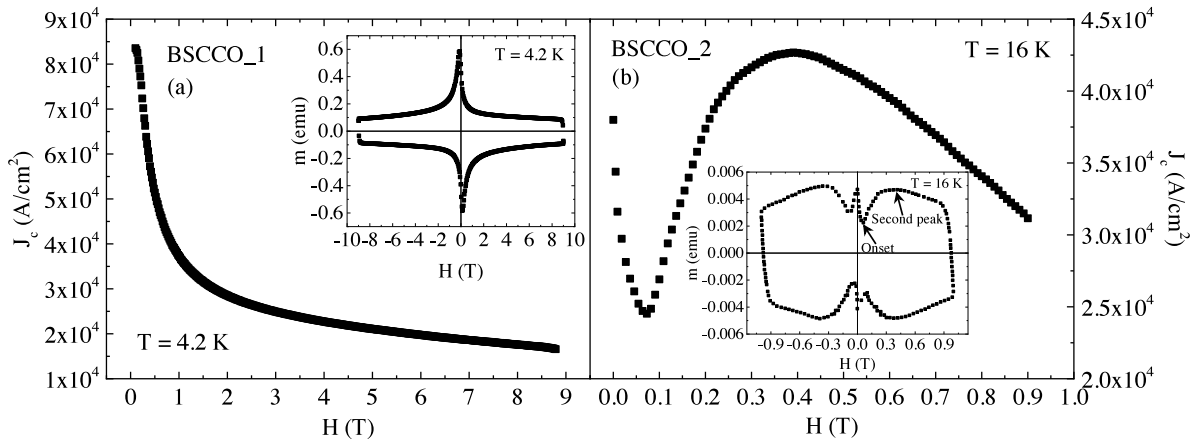 9x10⁴
8x10⁴
7x10⁴
6x10⁴
5x10⁴
4x10⁴
3x10⁴
2x10⁴
1x10⁴
J_c (A/cm²)
BSCCO_1
(a)
T = 4.2 K
0 1 2 3 4 5 6 7 8 9
H (T)
0.6
0.4
0.2
0.0
-0.2
-0.4
-0.6
m (emu)
T = 4.2 K
-10 -8 -6 -4 -2 0 2 4 6 8 10
H (T)
BSCCO_2
(b)
T = 16 K
4.5x10⁴
4.0x10⁴
3.5x10⁴
3.0x10⁴
2.5x10⁴
2.0x10⁴
J_c (A/cm²)
0.0 0.1 0.2 0.3 0.4 0.5 0.6 0.7 0.8 0.9 1.0
H (T)
0.006
0.004
0.002
0.000
-0.002
-0.004
-0.006
m (emu)
T = 16 K
Second peak
Onset
-0.9 -0.6 -0.3 0.0 0.3 0.6 0.9
H (T)